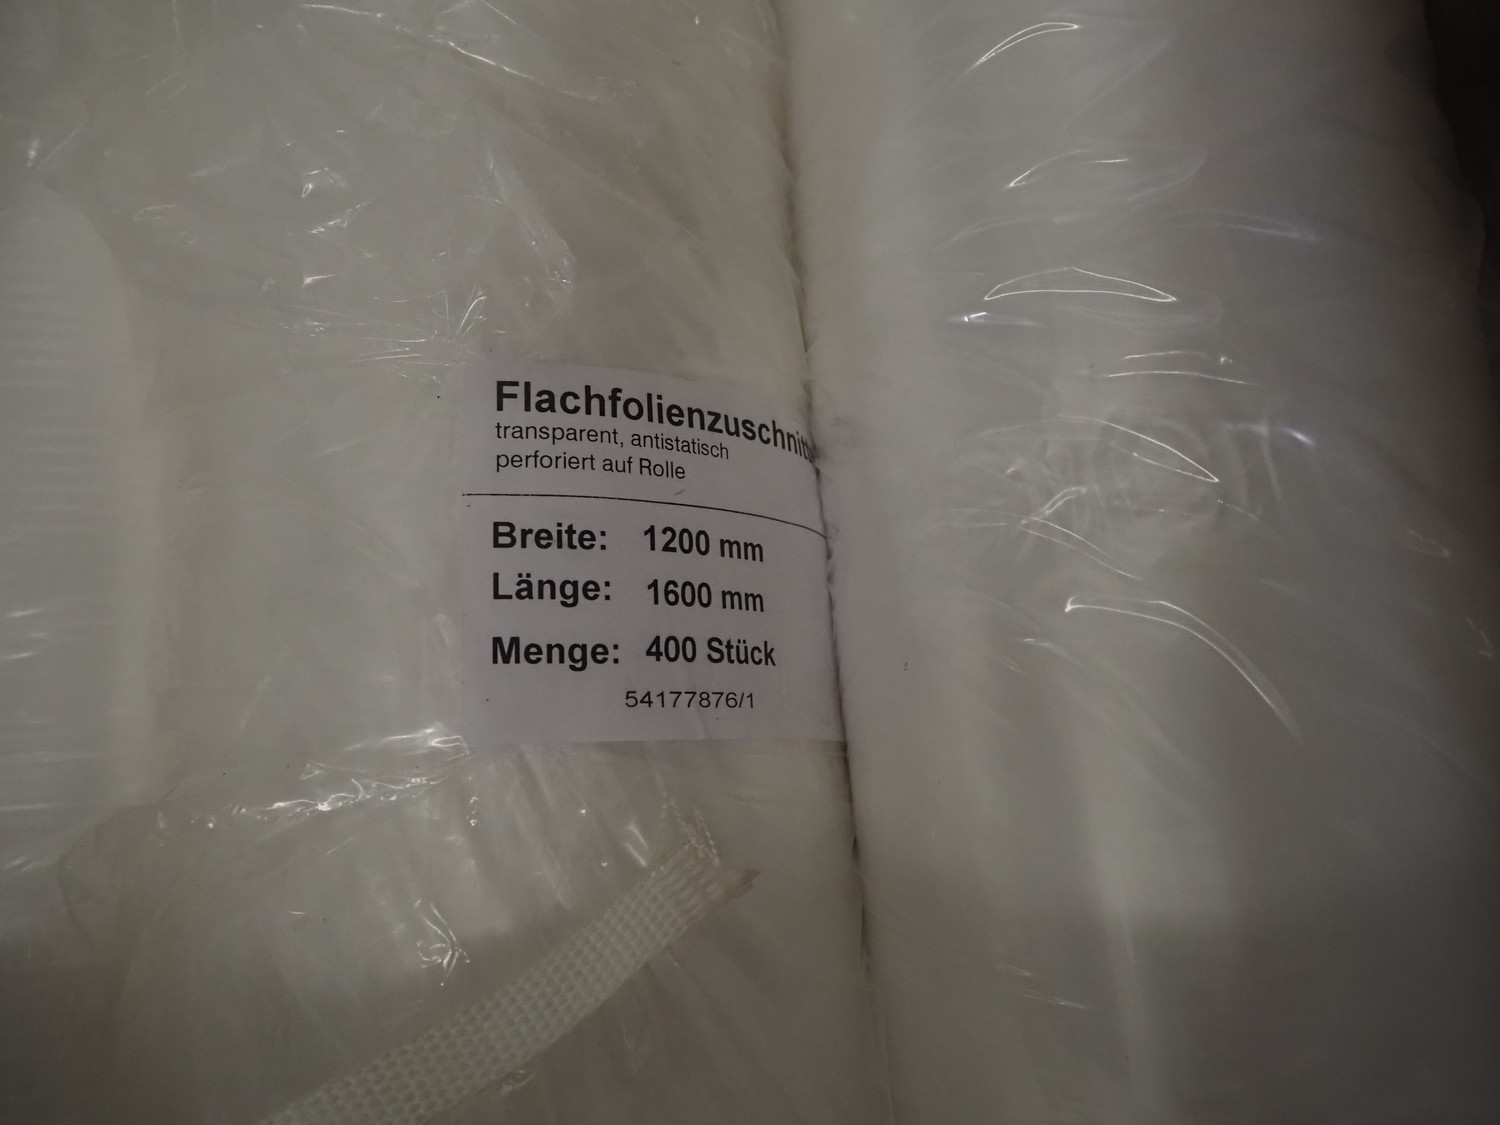 Flachfolienzuschnitt
transparent, antistatisch
perforiert auf Rolle
Breite: 1200 mm
Länge: 1600 mm
Menge: 400 Stück
54177876/1